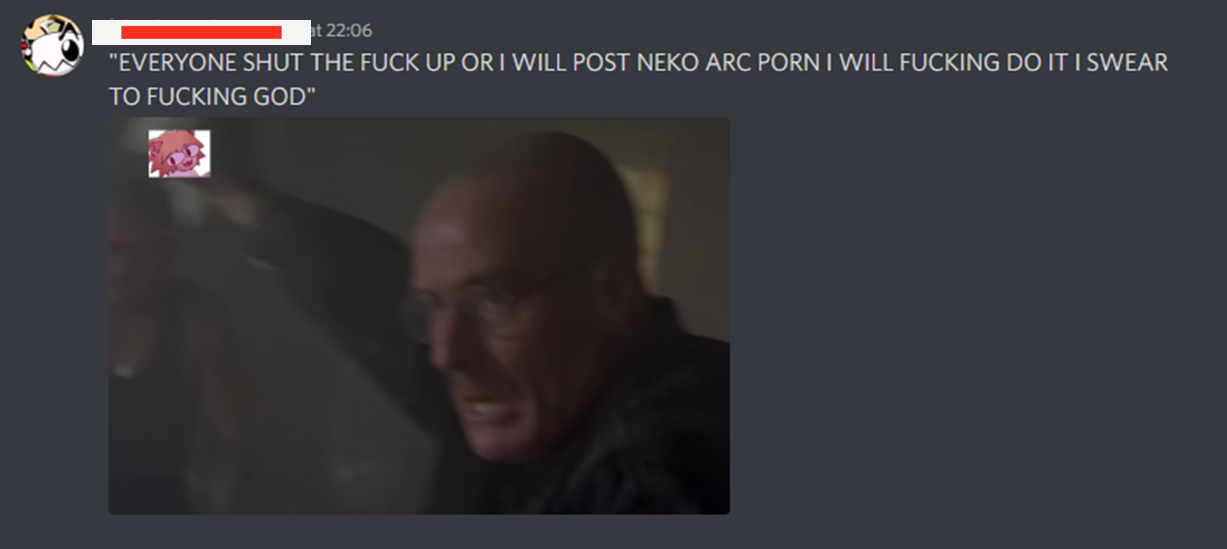 at 22:06
"EVERYONE SHUT THE FUCK UP OR I WILL POST NEKO ARC PORN I WILL FUCKING DO IT I SWEAR
TO FUCKING GOD"